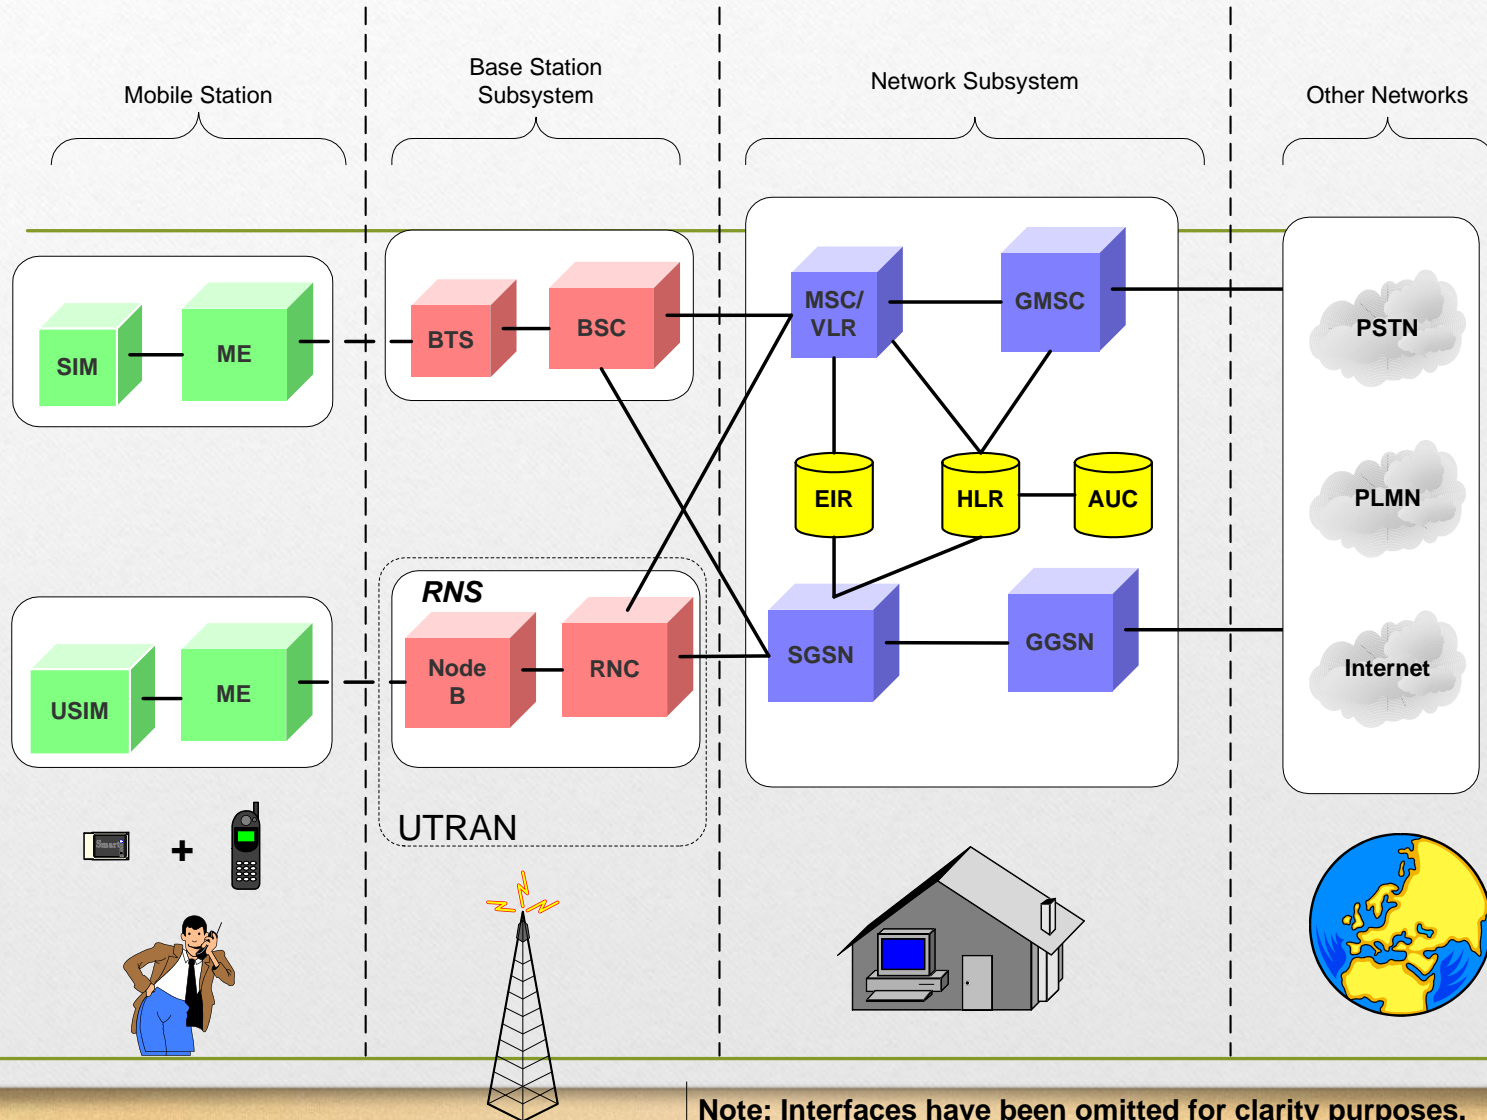 Mobile Station
Base Station
Subsystem
Network Subsystem
Other Networks
SIM
ME
BTS
BSC
MSC/
VLR
GMSC
PSTN
EIR
HLR
AUC
PLMN
RNS
USIM
ME
Node
B
RNC
SGSN
GGSN
Internet
UTRAN
Smart
+
Note: Interfaces have been omitted for clarity purposes.